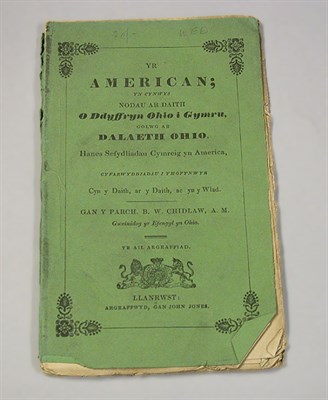 YR
AMERICAN;
YN CYNWYS
NODAU AR DAITH
O Ddyffryn Ohio i Gymru,
GOLWG AR
DALAETH OHIO,
Hanes Sefydliadau Cymreig yn America,
CYFARWYDDIADAU I YMOFYNWYR
Cyn y Daith, ar y Daith, ac yn y Wlad.
GAN Y PARCH. B. W. CHIDLAW, A. M.
Gweinidog yr Efengyl yn Ohio.
YR AIL ARGRAFFIAD.
LLANRWST:
ARGRAFFWYD, GAN JOHN JONES.